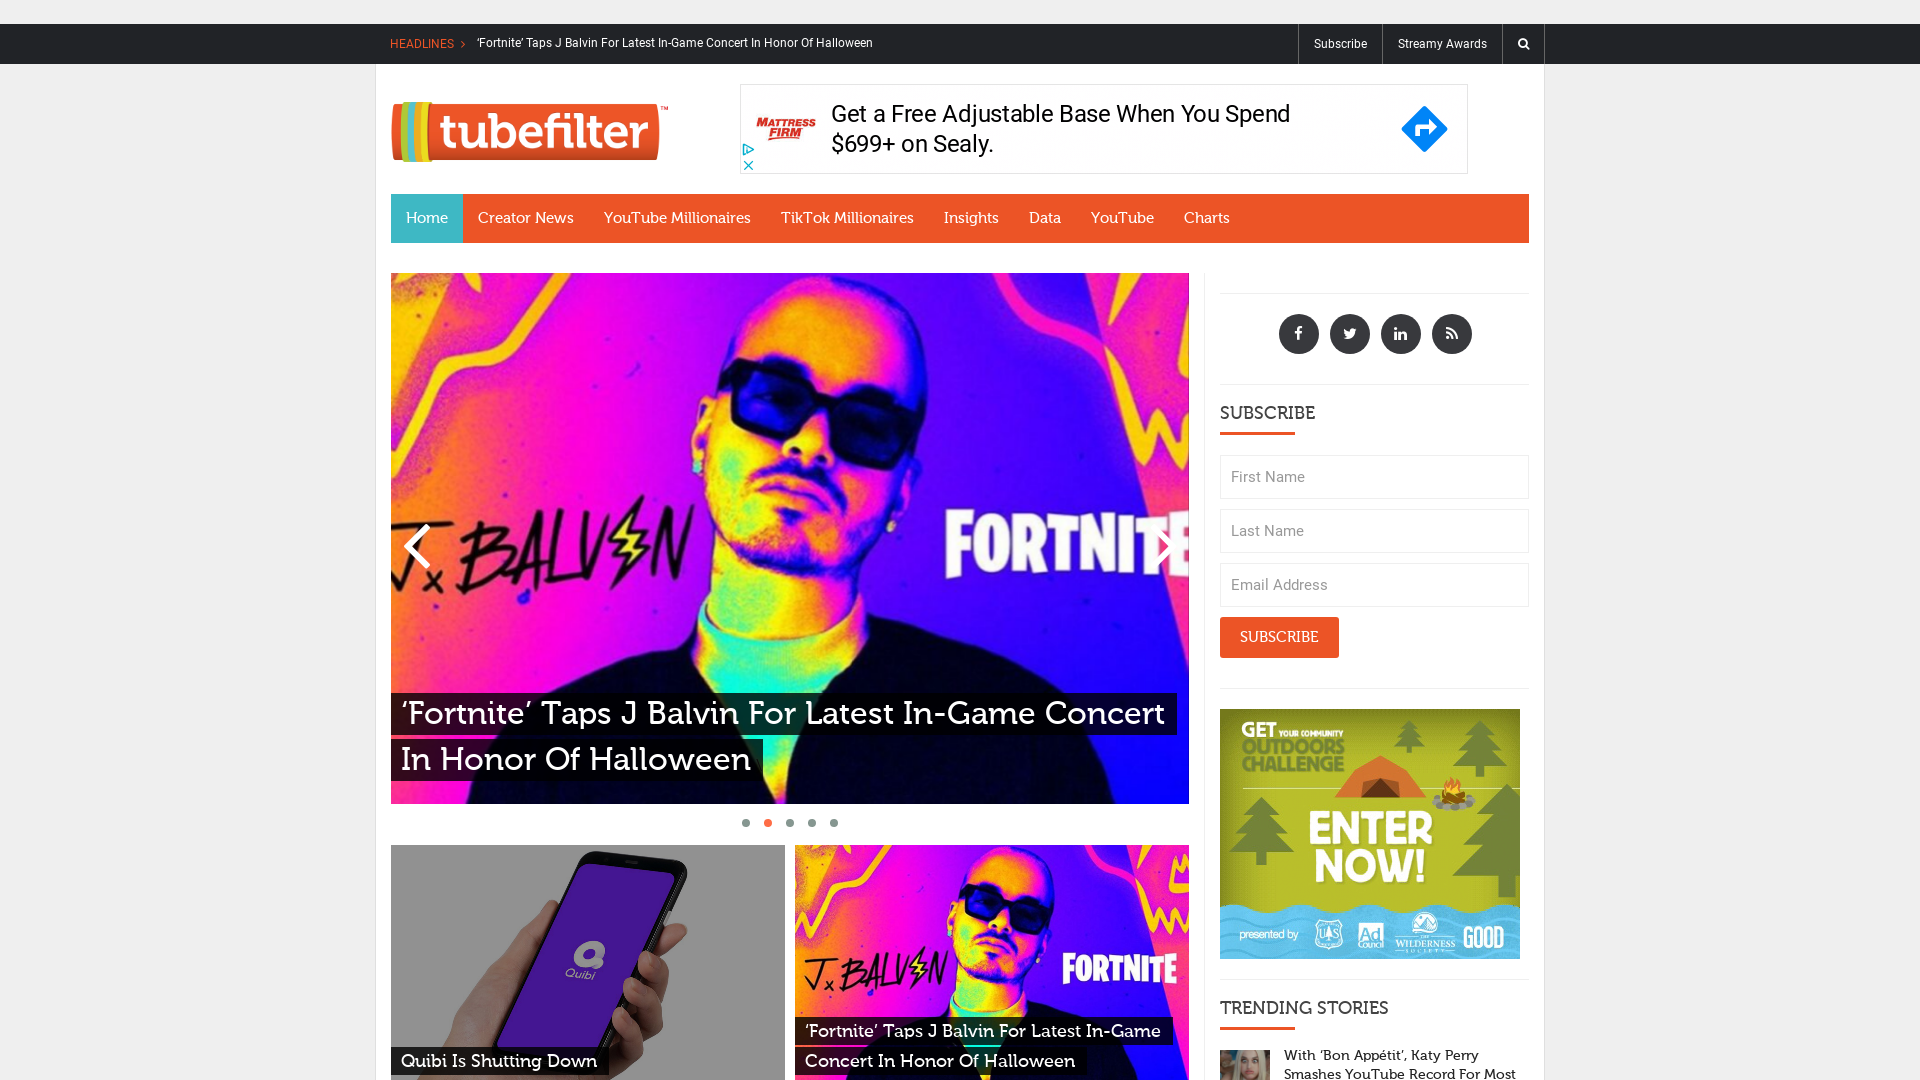 HEADLINES
‘Fortnite’ Taps J Balvin For Latest In-Game Concert In Honor Of Halloween
Subscribe
Streamy Awards
tubefilter™
MATTRESS
FIRM
Get a Free Adjustable Base When You Spend
$699+ on Sealy.
Home
Creator News
YouTube Millionaires
TikTok Millionaires
Insights
Data
YouTube
Charts
J. BALVIN
FORTNITE
‘Fortnite’ Taps J Balvin For Latest In-Game Concert
In Honor Of Halloween
SUBSCRIBE
First Name
Last Name
Email Address
SUBSCRIBE
GET YOUR COMMUNITY
OUTDOORS
CHALLENGE
ENTER
NOW!
presented by
U S
Ad
Council
THE
WILDERNESS
SOCIETY
GOOD
Quibi
Quibi Is Shutting Down
J. BALVIN
FORTNITE
‘Fortnite’ Taps J Balvin For Latest In-Game
Concert In Honor Of Halloween
TRENDING STORIES
With ‘Bon Appétit’, Katy Perry
Smashes YouTube Record For Most